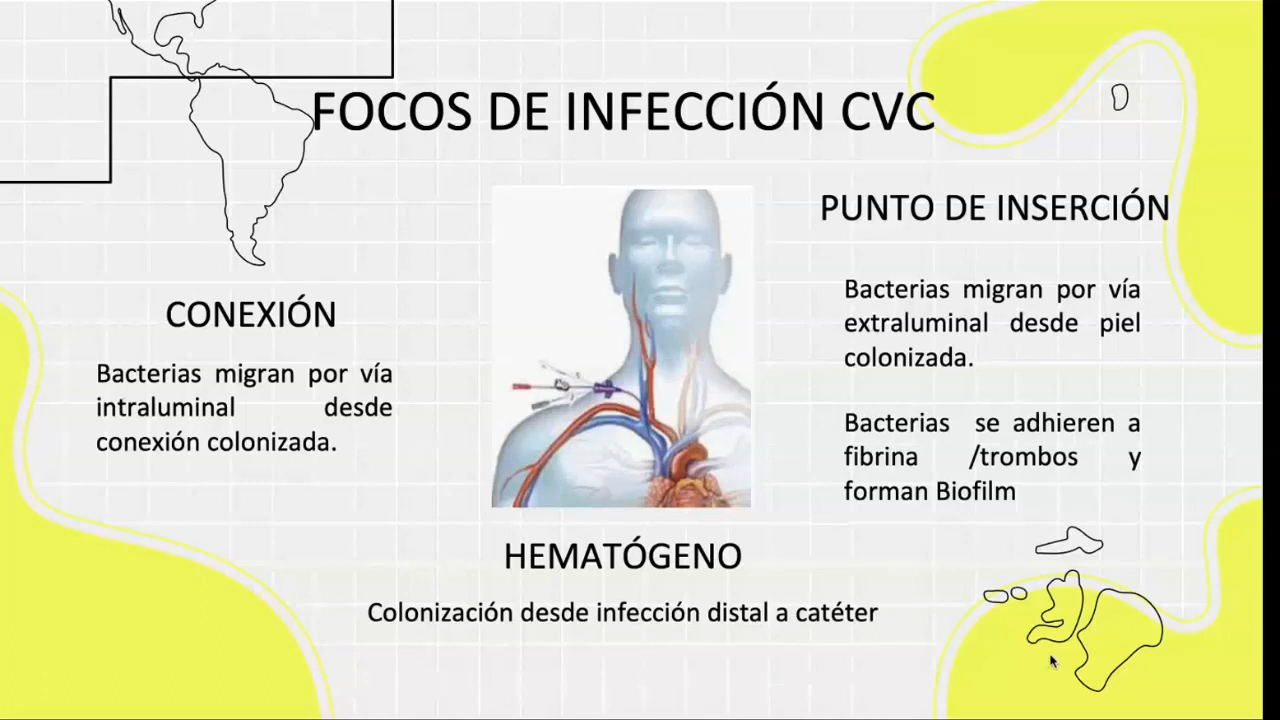 FOCOS DE INFECCIÓN CVC
CONEXIÓN
Bacterias migran por vía
intraluminal desde
conexión colonizada.
PUNTO DE INSERCIÓN
Bacterias migran por vía
extraluminal desde piel
colonizada.
Bacterias se adhieren a
fibrina /trombos y
forman Biofilm
HEMATÓGENO
Colonización desde infección distal a catéter